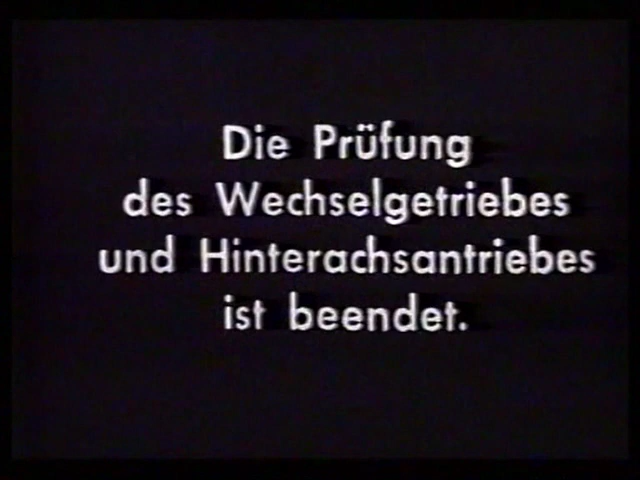 Die Prüfung
des Wechselgetriebes
und Hinterachsantriebes
ist beendet.